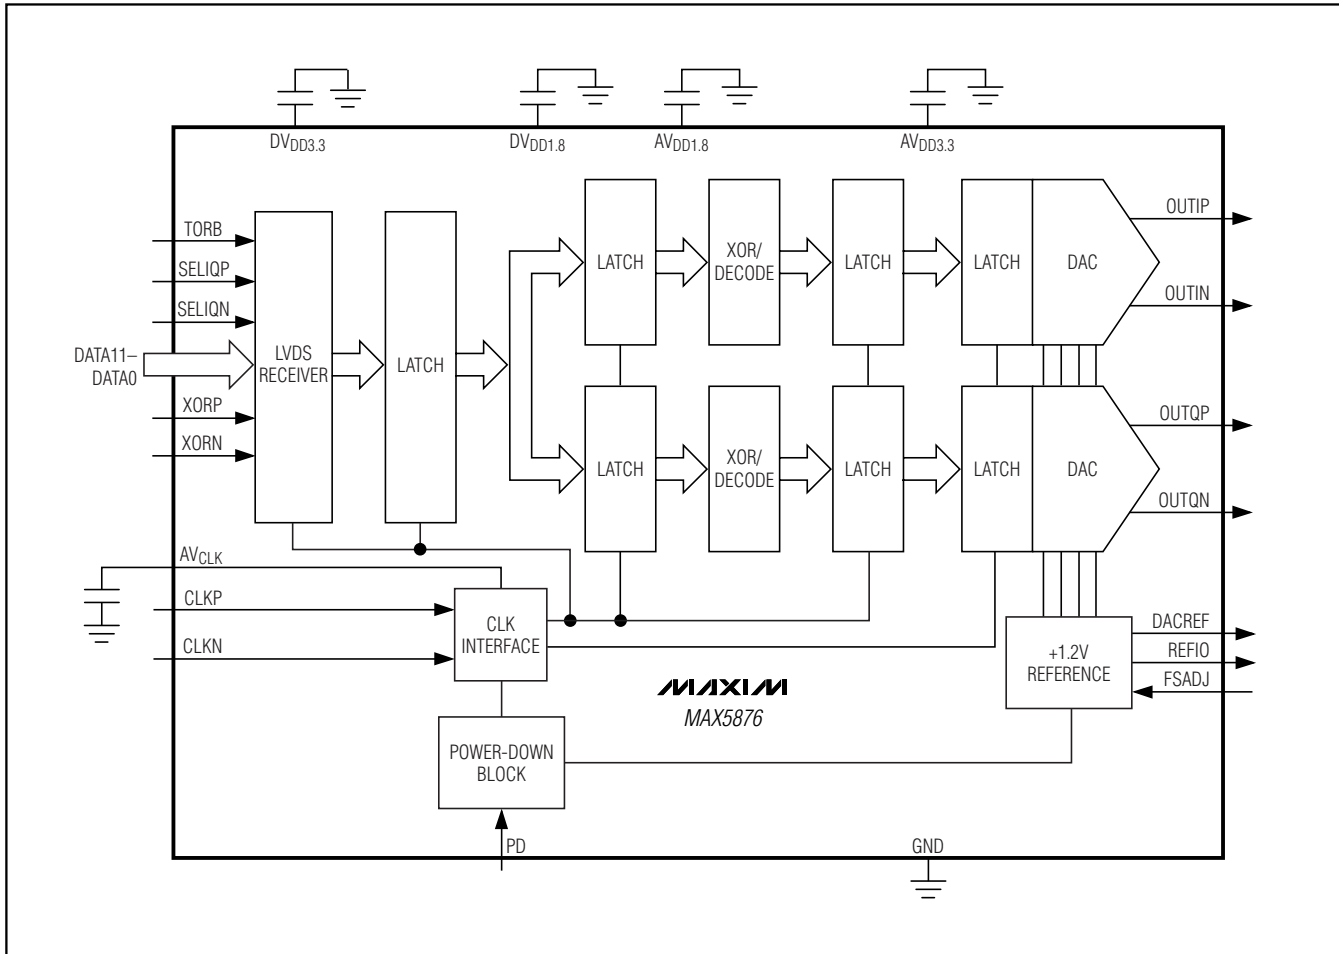 DVDD3.3
DVDD1.8
AVDD1.8
AVDD3.3
TORB
SELIQP
SELIQN
DATA11–
DATA0
XORP
XORN
LVDS
RECEIVER
LATCH
LATCH
XOR/
DECODE
LATCH
LATCH
DAC
OUTIP
OUTIN
LATCH
XOR/
DECODE
LATCH
LATCH
DAC
OUTQP
OUTQN
AVCLK
CLKP
CLKN
CLK
INTERFACE
+1.2V
REFERENCE
DACREF
REFIO
FSADJ
MAXIM
MAX5876
POWER-DOWN
BLOCK
PD
GND